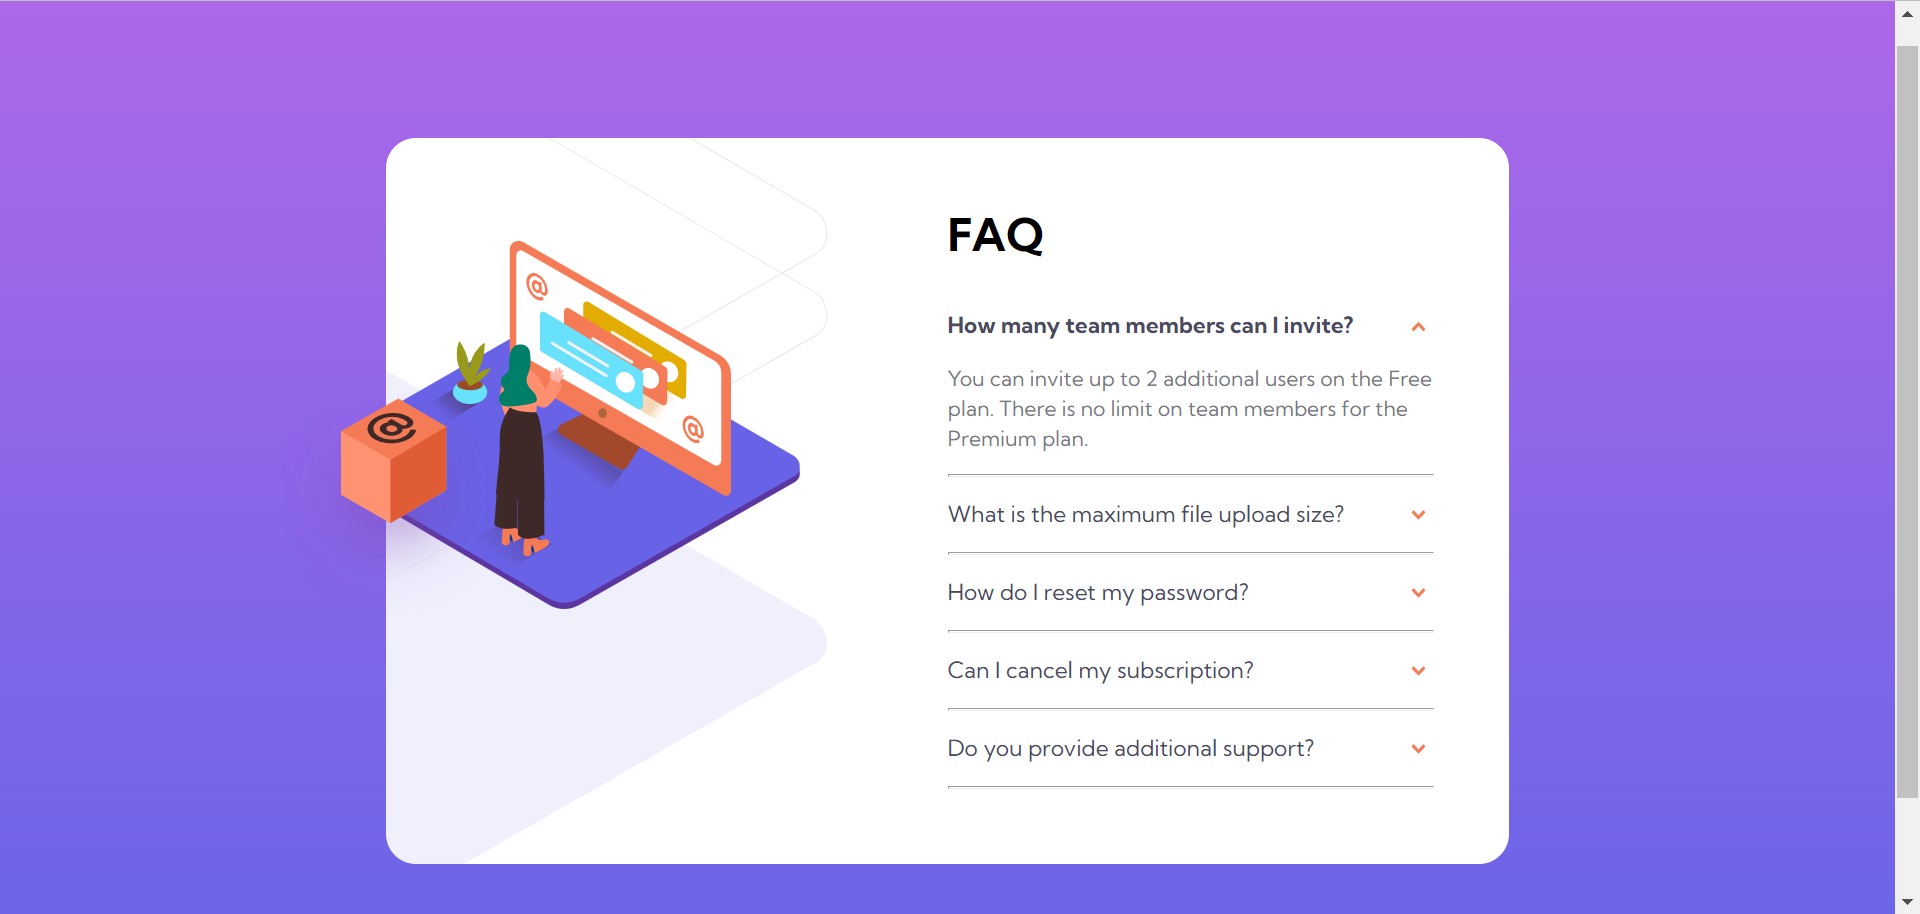 FAQ
How many team members can I invite?
You can invite up to 2 additional users on the Free
plan. There is no limit on team members for the
Premium plan.
What is the maximum file upload size?
How do I reset my password?
Can I cancel my subscription?
Do you provide additional support?
@
@
@